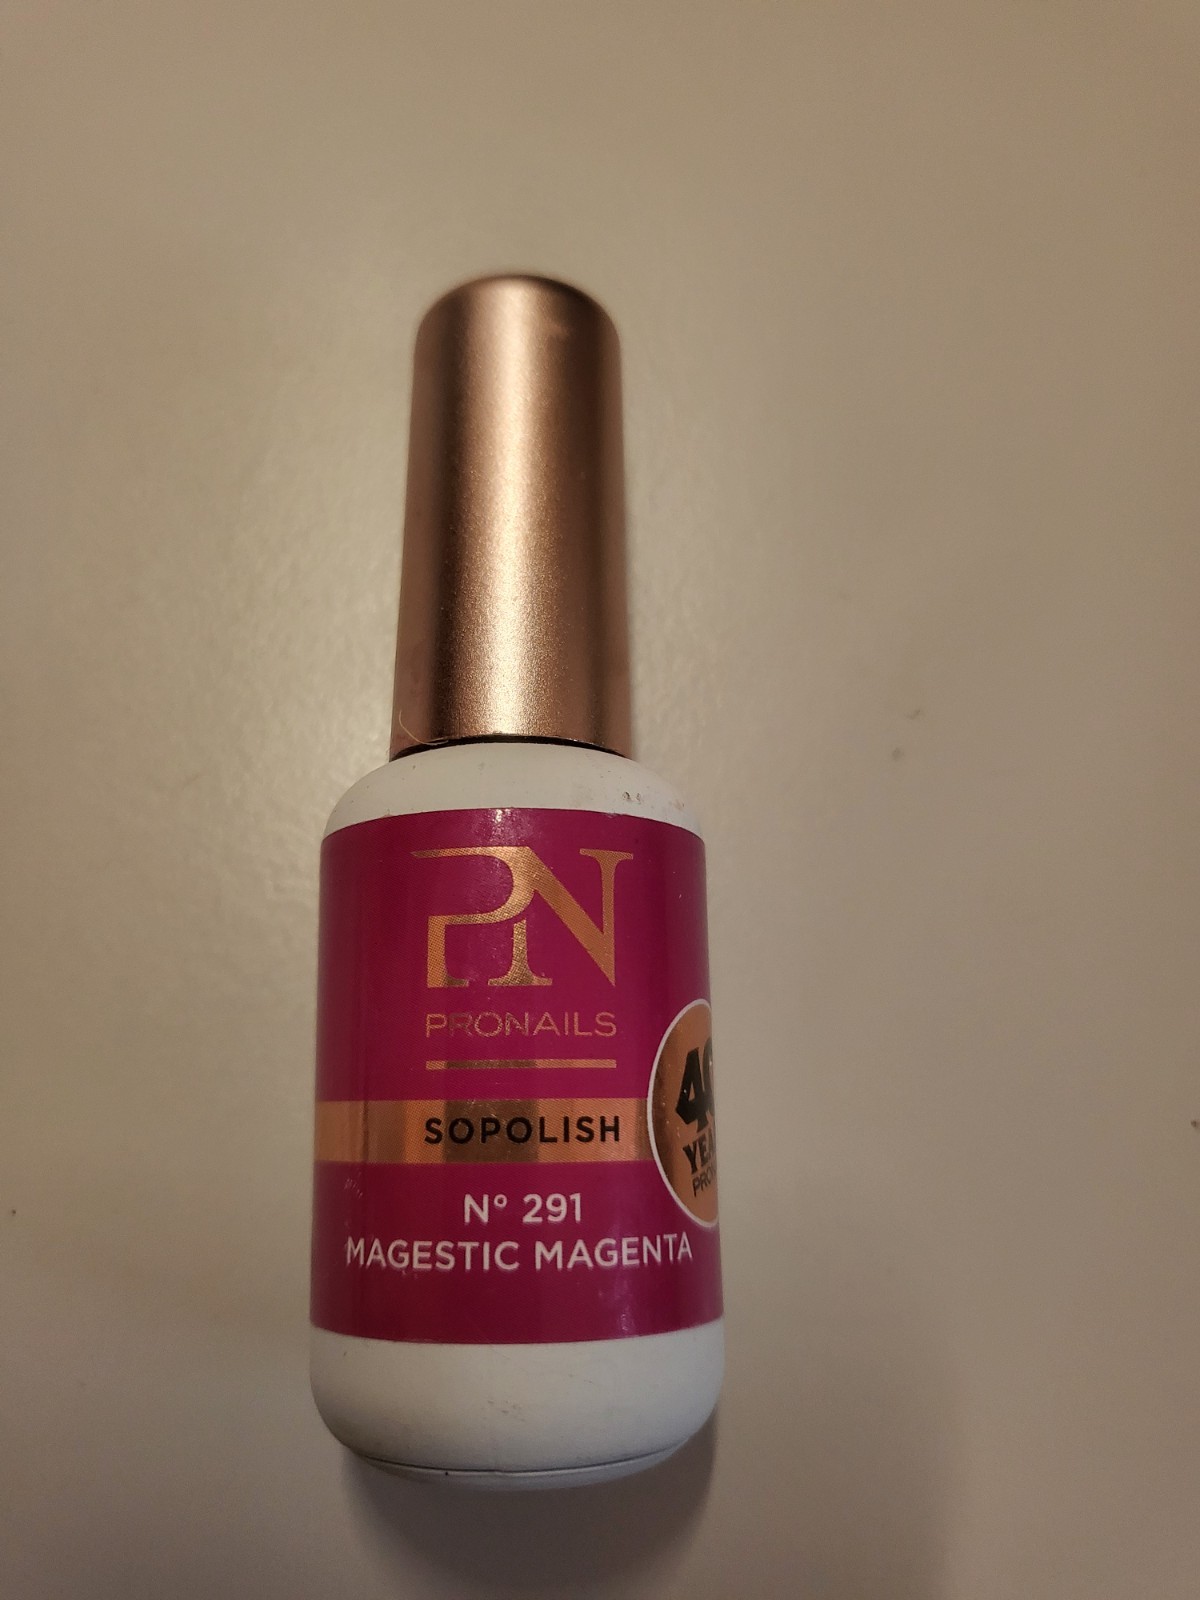 PN
PRONAILS
SOPOLISH
N° 291
MAGESTIC MAGENTA